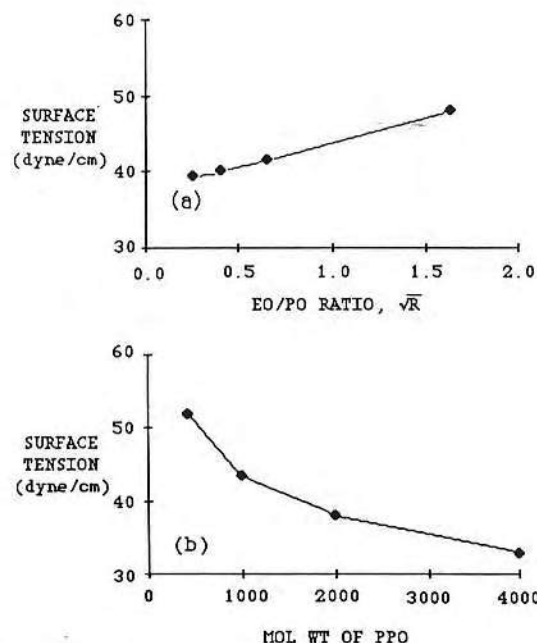 60
50
SURFACE
TENSION
(dyne/cm)
40
(a)
30
0.0 0.5 1.0 1.5 2.0
EO/PO RATIO, √R
60
50
SURFACE
TENSION
(dyne/cm)
40
(b)
30
0 1000 2000 3000 4000
MOL WT OF PPO